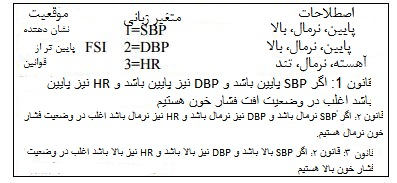 اصطلاحات متغیر زبانی موقعیت
پایین، نرمال، بالا 1=SBP نشان دهنده
پایین، نرمال، بالا 2=DBP FSI پایین تر از
آهسته، نرمال، تند 3=HR قوانین
قانون 1: اگر SBP پایین باشد و DBP نیز پایین باشد و HR نیز پایین
باشد اغلب در وضعیت افت فشار خون هستیم
قانون ۲: اگر SBP نرمال باشد و DBP نیز نرمال باشد و HR نیز نرمال باشد اغلب در وضعیت فشار
خون نرمال هستیم.
قانون ۳: قانون ۲: اگر SBP بالا باشد و DBP نیز بالا باشد و HR نیز بالا باشد اغلب در وضعیت
فشار خون بالا هستیم